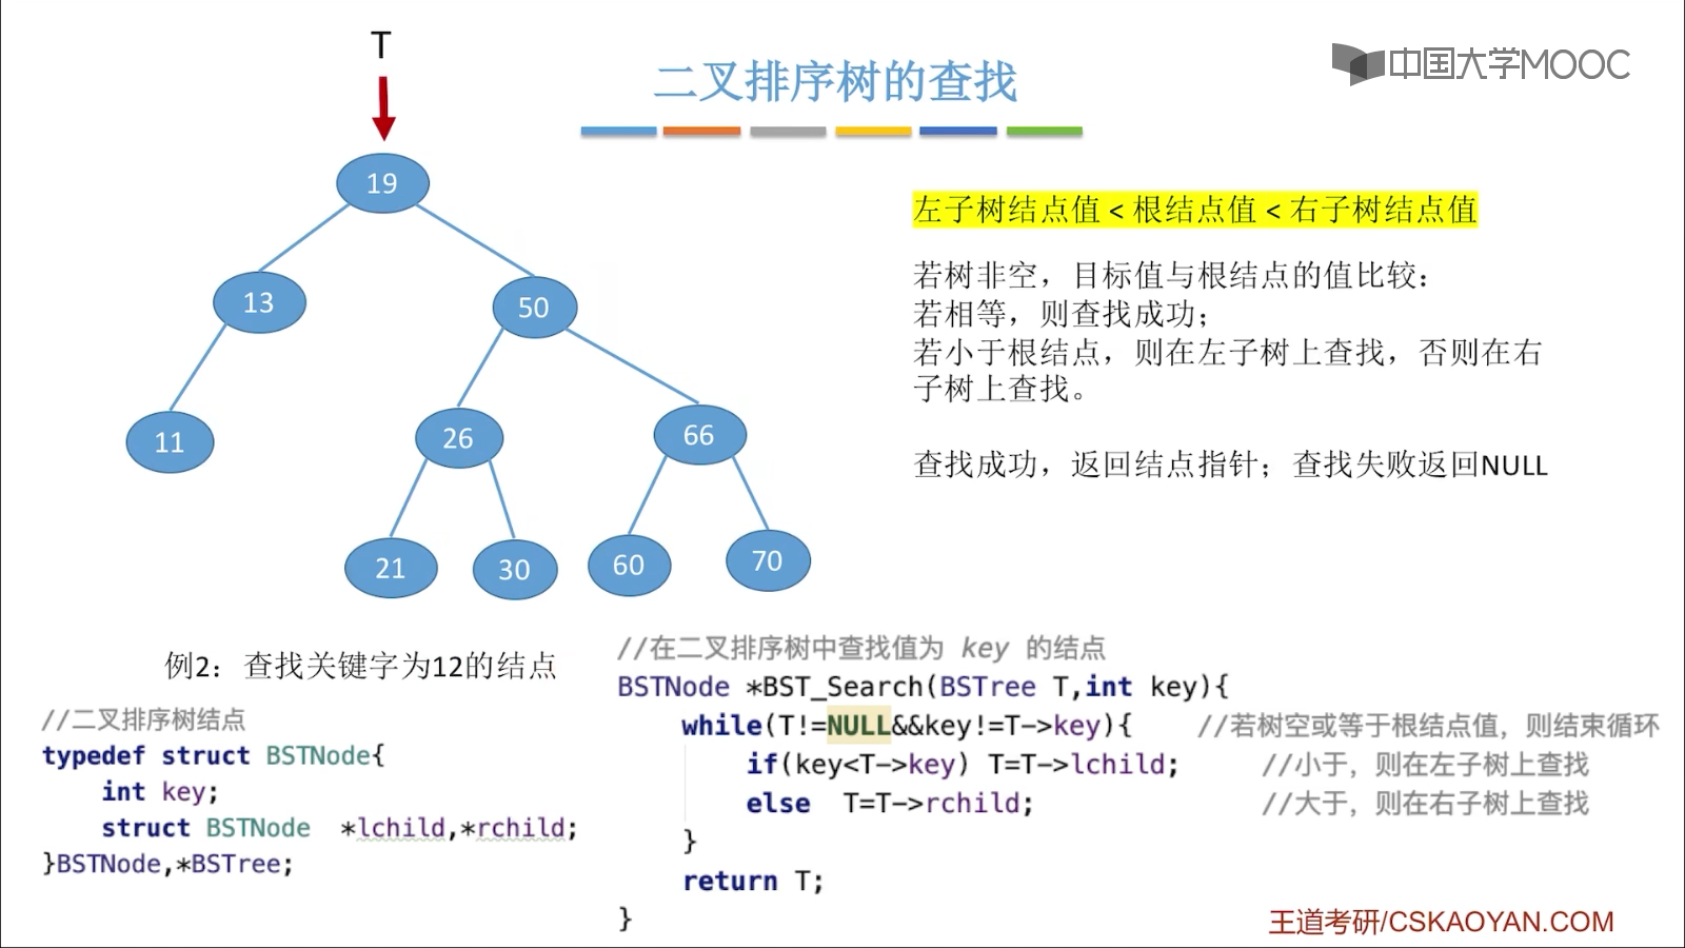 T
二叉排序树的查找
中国大学MOOC
19
13
50
11
26
66
21
30
60
70
左子树结点值 < 根结点值 < 右子树结点值
若树非空，目标值与根结点的值比较：
若相等，则查找成功；
若小于根结点，则在左子树上查找，否则在右
子树上查找。
查找成功，返回结点指针；查找失败返回NULL
例2：查找关键字为12的结点
//二叉排序树结点
typedef struct BSTNode{
    int key;
    struct BSTNode  *lchild,*rchild;
}BSTNode,*BSTree;
//在二叉排序树中查找值为 key 的结点
BSTNode *BST_Search(BSTree T,int key){
    while(T!=NULL&&key!=T->key){    //若树空或等于根结点值，则结束循环
        if(key<T->key) T=T->lchild;     //小于，则在左子树上查找
        else  T=T->rchild;              //大于，则在右子树上查找
    }
    return T;
}
王道考研/CSKAOYAN.COM